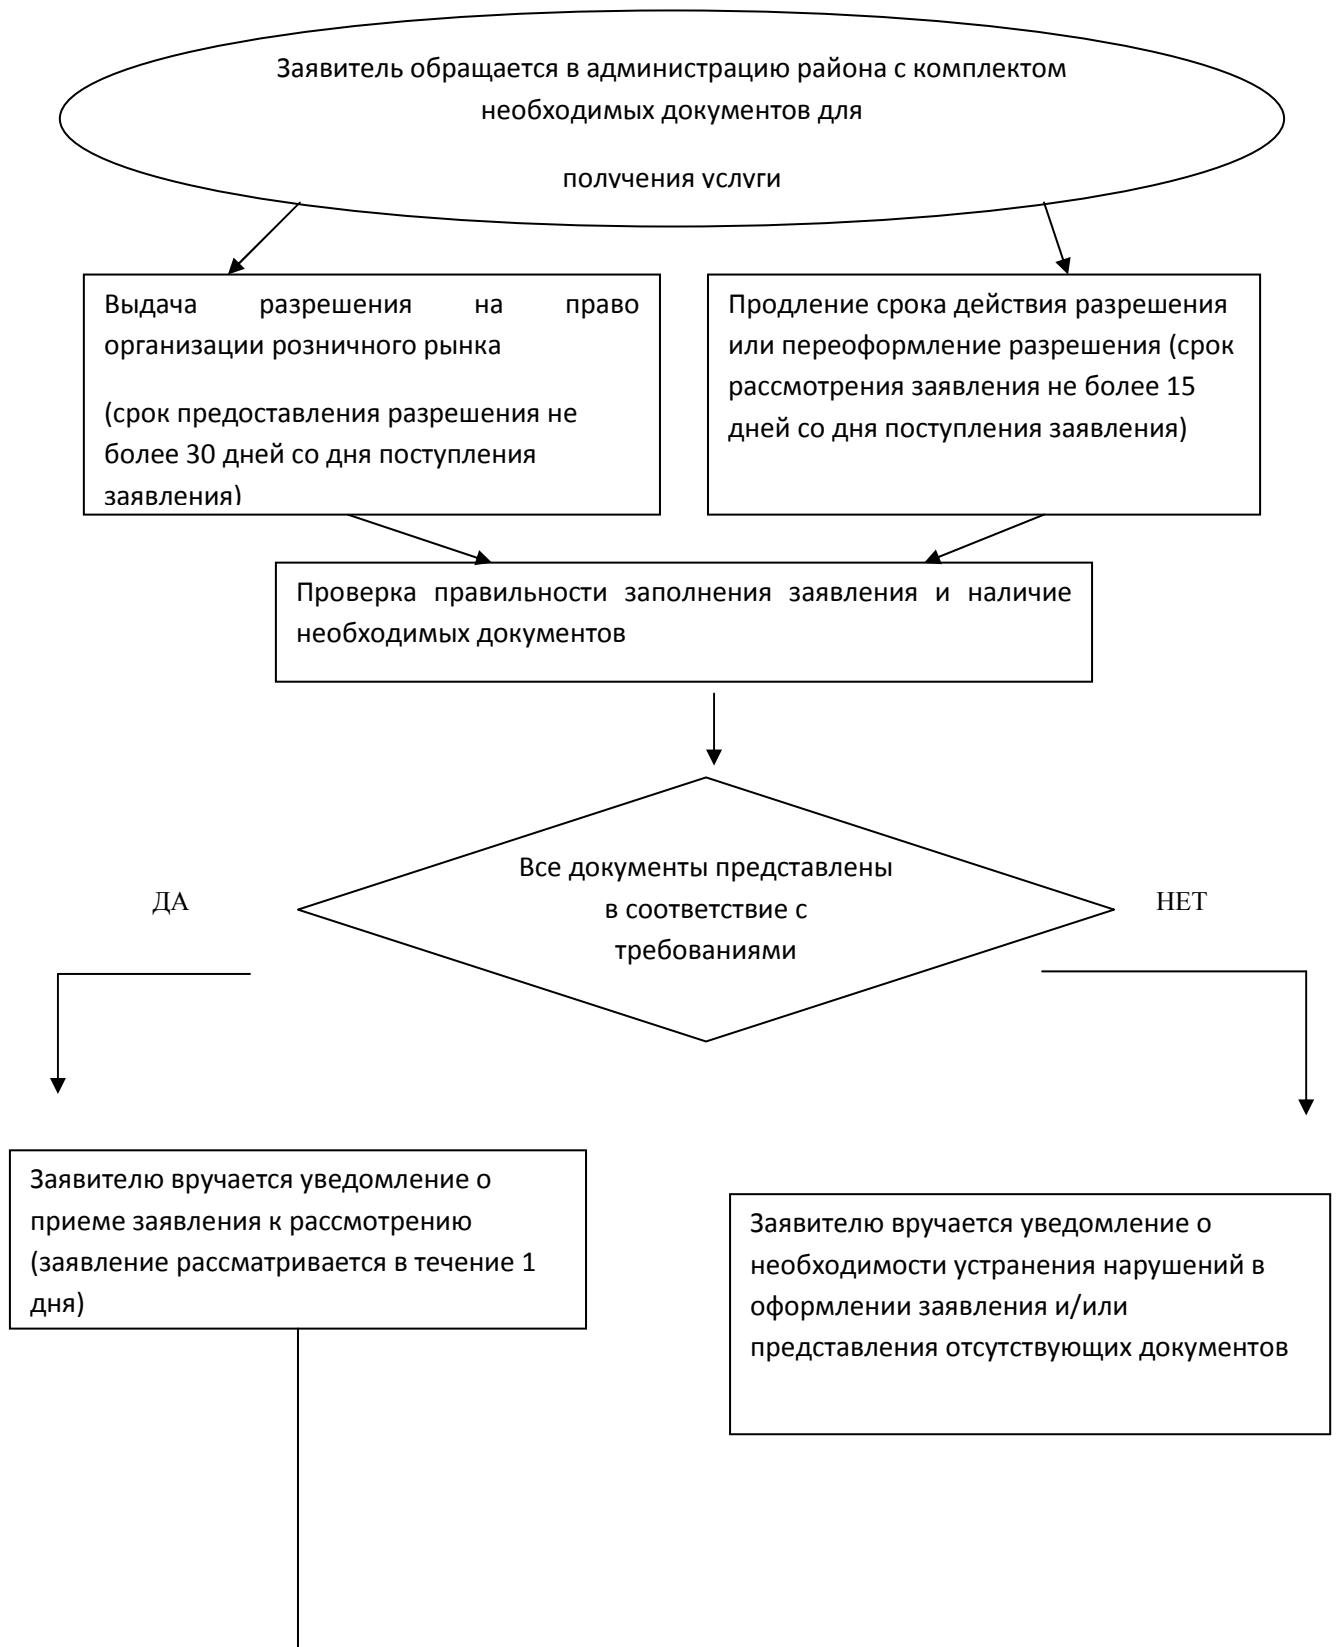 Заявитель обращается в администрацию района с комплектом
необходимых документов для
получения услуги
Выдача разрешения на право
организации розничного рынка
(срок предоставления разрешения не
более 30 дней со дня поступления
заявления)
Продление срока действия разрешения
или переоформление разрешения (срок
рассмотрения заявления не более 15
дней со дня поступления заявления)
Проверка правильности заполнения заявления и наличие
необходимых документов
Все документы представлены
в соответствие с
требованиями
ДА
НЕТ
Заявителю вручается уведомление о
приеме заявления к рассмотрению
(заявление рассматривается в течение 1
дня)
Заявителю вручается уведомление о
необходимости устранения нарушений в
оформлении заявления и/или
представления отсутствующих документов